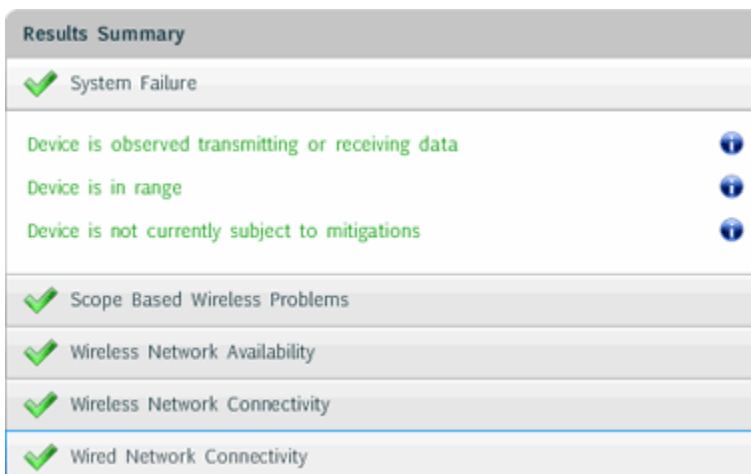 Results Summary
System Failure
Device is observed transmitting or receiving data
Device is in range
Device is not currently subject to mitigations
Scope Based Wireless Problems
Wireless Network Availability
Wireless Network Connectivity
Wired Network Connectivity